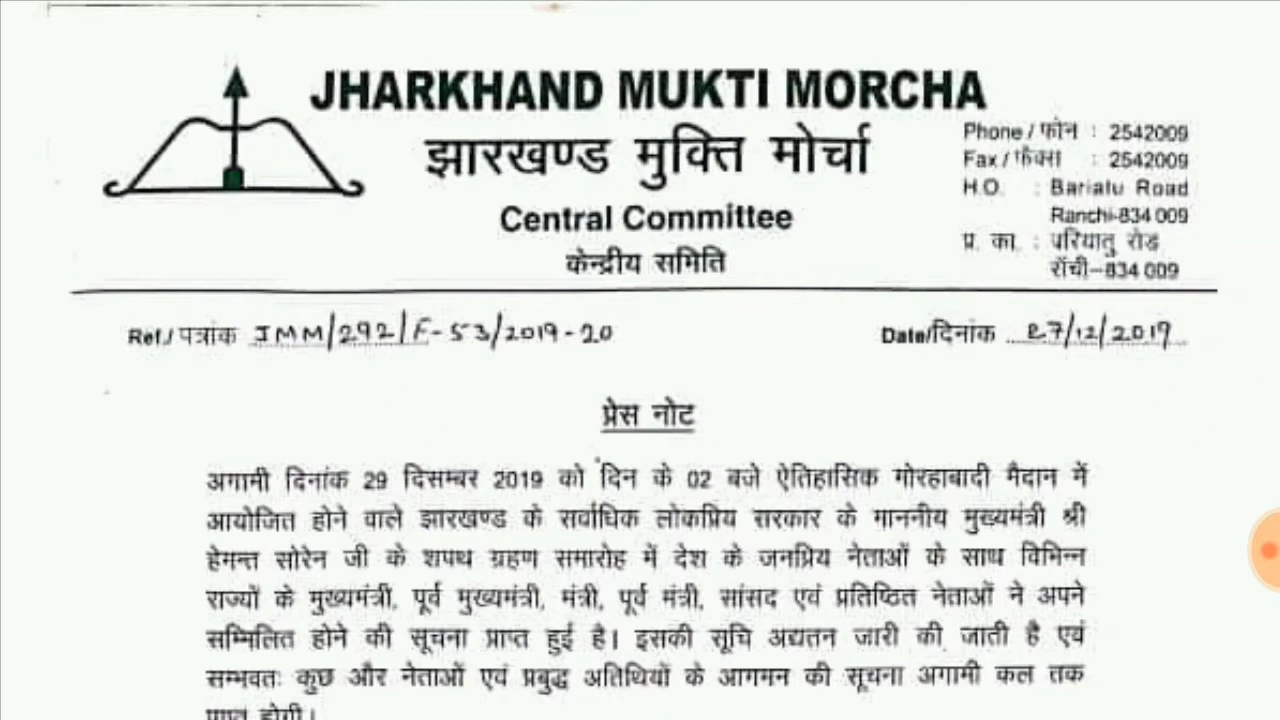 JHARKHAND MUKTI MORCHA
झारखण्ड मुक्ति मोर्चा
Central Committee
केन्द्रीय समिति
Phone / फोन : 2542009
Fax / फैक्स : 2542009
H.O. : Barialu Road
Ranchi-834 009
प्र. का. : परियातु रोड
राँची-834 009
Ref./पत्रांक JMM/292/F-53/2019-20
Date/दिनांक 27/12/2019
प्रेस नोट
अगामी दिनांक 29 दिसम्बर 2019 को दिन के 02 बजे ऐतिहासिक गोरहाबादी मैदान में
आयोजित होने वाले झारखण्ड के सर्वाधिक लोकप्रिय सरकार के माननीय मुख्यमंत्री श्री
हेमन्त सोरेन जी के शपथ ग्रहण समारोह में देश के जनप्रिय नेताओं के साथ विभिन्न
राज्यों के मुख्यमंत्री, पूर्व मुख्यमंत्री, मंत्री, पूर्व मंत्री, सांसद एवं प्रतिष्ठित नेताओं ने अपने
सम्मिलित होने की सूचना प्राप्त हुई है। इसकी सूचि अद्यतन जारी की जाती है एवं
सम्भवतः कुछ और नेताओं एवं प्रबुद्ध अतिथियों के आगमन की सूचना अगामी कल तक
प्राप्त होगी।